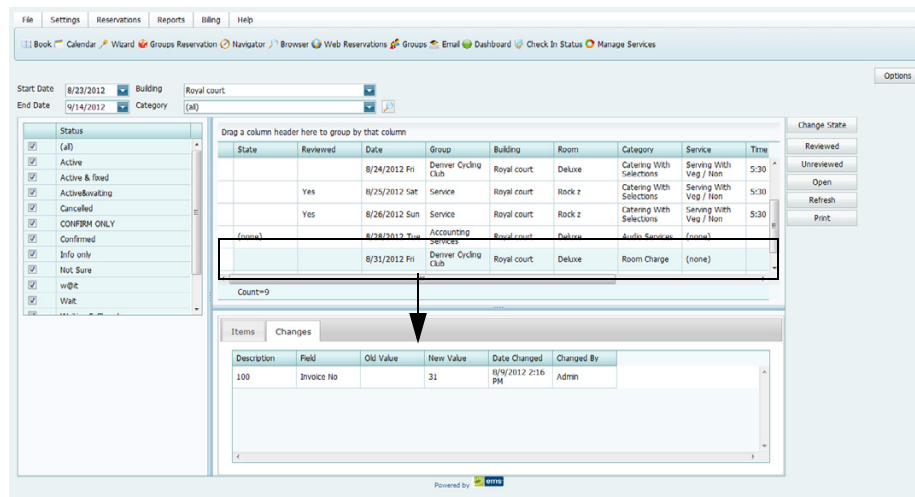 File Settings Reservations Reports Biling Help
Book Calendar Wizard Groups Reservation Navigator Browser Web Reservations Groups Email Dashboard Check In Status Manage Services
Options
Start Date 8/23/2012 Building Royal court
End Date 9/14/2012 Category (all)
Status
(all)
Active
Active & fixed
Active&waiting
Cancelled
CONFIRM ONLY
Confirmed
Info only
Not Sure
w@it
Wait
Drag a column header here to group by that column
State Reviewed Date Group Building Room Category Service Time
8/24/2012 Fri Denver Cycling Club Royal court Deluxe Catering With Selections Serving With Veg / Non 5:30
Yes 8/25/2012 Sat Service Royal court Rock z Catering With Selections Serving With Veg / Non 5:30
Yes 8/26/2012 Sun Service Royal court Rock z Catering With Selections Serving With Veg / Non 5:30
(none) 8/28/2012 Tue Accounting Services Royal court Deluxe Audio Services (none)
8/31/2012 Fri Denver Cycling Club Royal court Deluxe Room Charge (none)
Count=9
Change State
Reviewed
Unreviewed
Open
Refresh
Print
Items Changes
Description Field Old Value New Value Date Changed Changed By
100 Invoice No 31 8/9/2012 2:16 PM Admin
Powered by ems